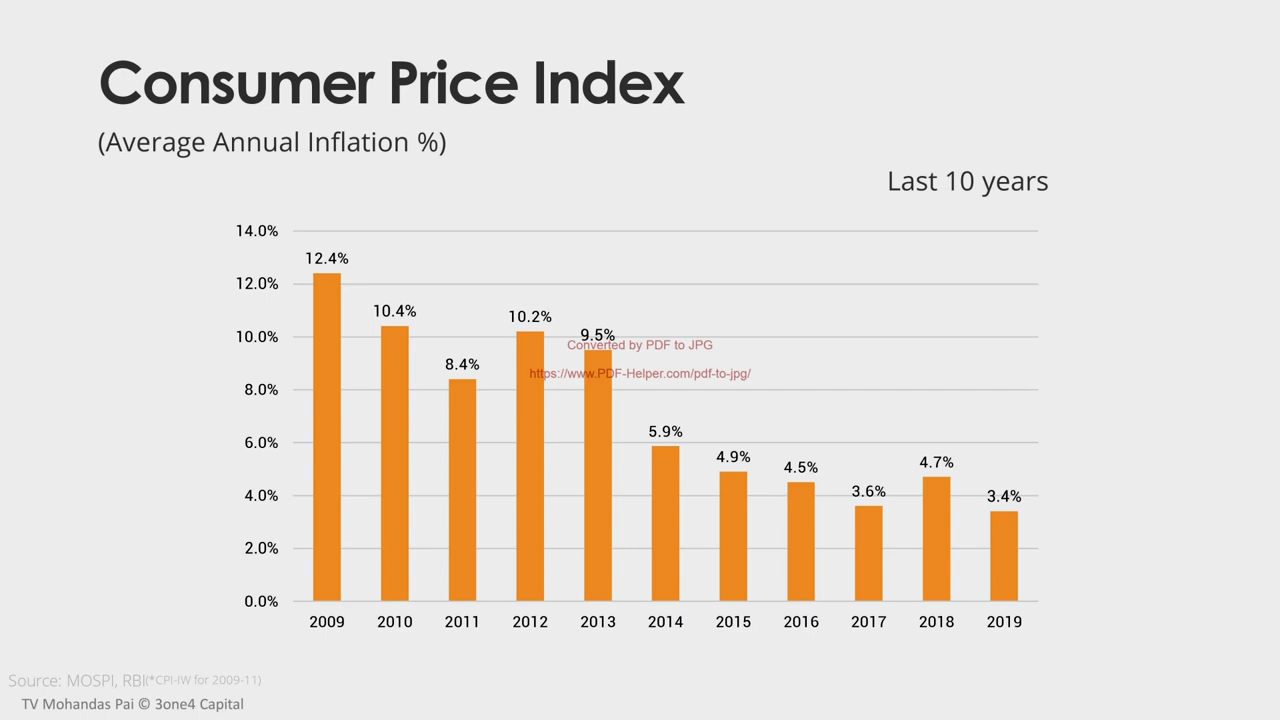 Consumer Price Index
(Average Annual Inflation %)
Last 10 years
14.0%
12.4%
12.0%
10.4%
10.2%
10.0%
9.5%
Converted by PDF to JPG
8.4%
https://www.PDF-Helper.com/pdf-to-jpg/
8.0%
6.0%
5.9%
4.9%
4.5%
4.7%
3.6%
3.4%
4.0%
2.0%
0.0%
2009 2010 2011 2012 2013 2014 2015 2016 2017 2018 2019
Source: MOSPI, RBI(*CPI-IW for 2009-11)
TV Mohandas Pai © 3one4 Capital